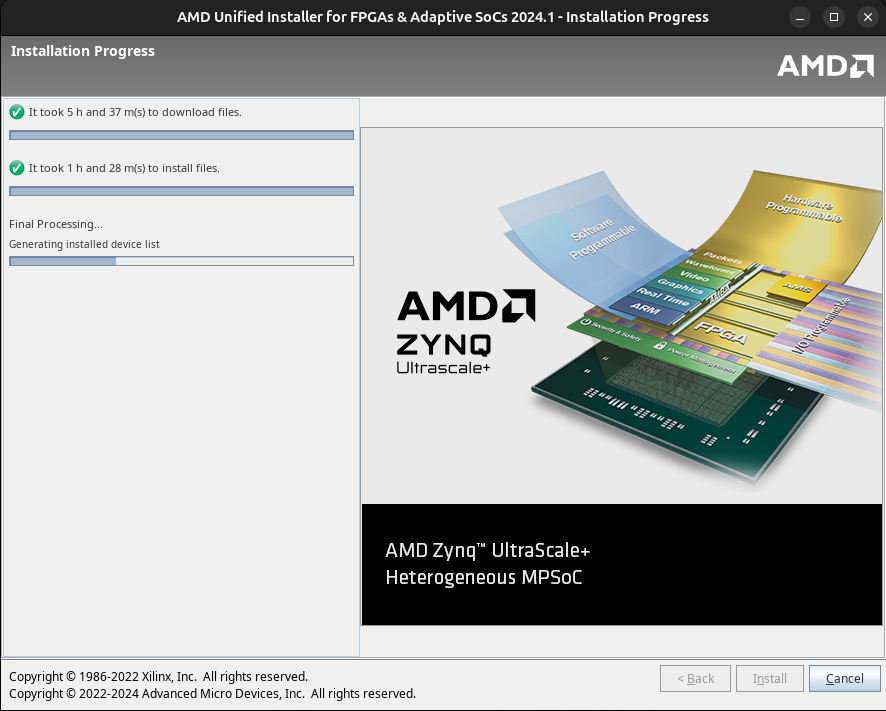 AMD Unified Installer for FPGAs & Adaptive SoCs 2024.1 - Installation Progress
Installation Progress
AMD
It took 5 h and 37 m(s) to download files.
It took 1 h and 28 m(s) to install files.
Final Processing...
Generating installed device list
Software
Programmable
Hardware
Programmable
Packets
Waveforms
Video
Graphics
Real Time
ARM
AMBA
AMS
FPGA
I/O Programmable
Security & Safety
Power Management
AMD
ZYNQ
Ultrascale+
AMD Zynq™ UltraScale+
Heterogeneous MPSoC
Copyright © 1986-2022 Xilinx, Inc.  All rights reserved.
Copyright © 2022-2024 Advanced Micro Devices, Inc.  All rights reserved.
< Back
Install
Cancel